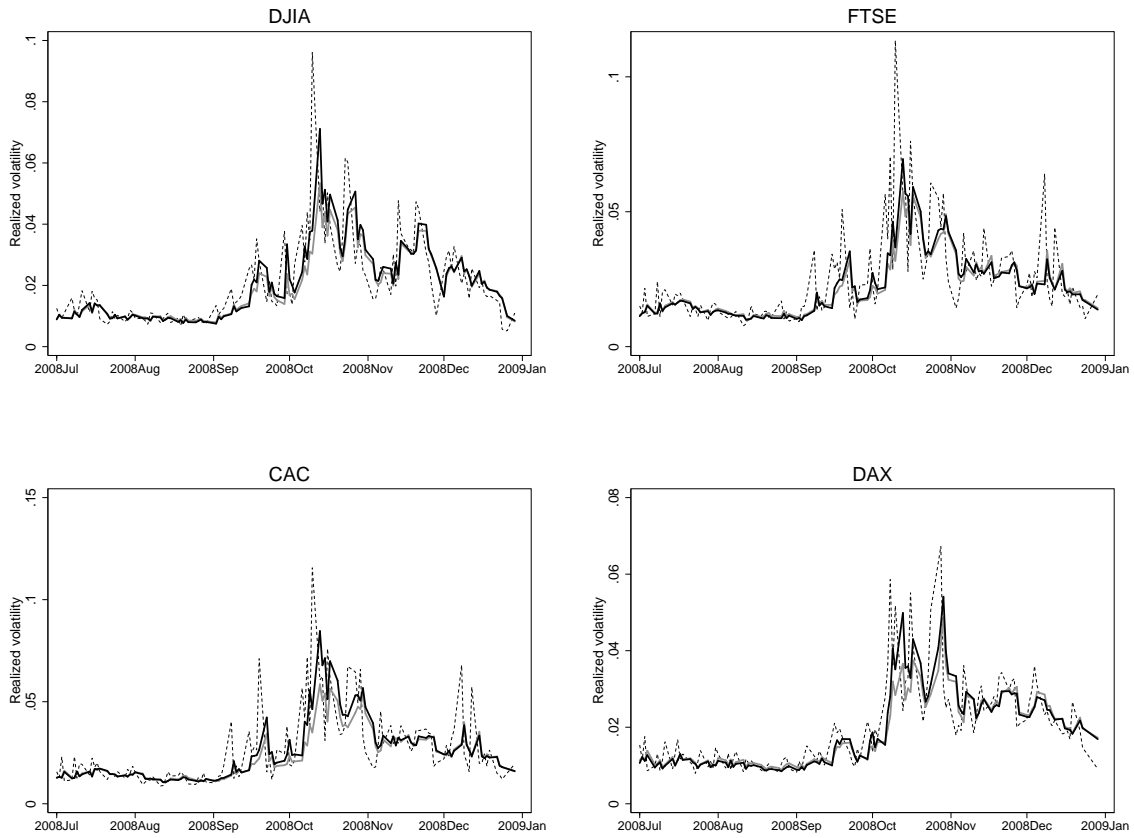 DJIA
Realized volatility
0 .02 .04 .06 .08 .1
2008Jul 2008Aug 2008Sep 2008Oct 2008Nov 2008Dec 2009Jan
FTSE
Realized volatility
0 .05 .1
2008Jul 2008Aug 2008Sep 2008Oct 2008Nov 2008Dec 2009Jan
CAC
Realized volatility
0 .05 .1 .15
2008Jul 2008Aug 2008Sep 2008Oct 2008Nov 2008Dec 2009Jan
DAX
Realized volatility
0 .02 .04 .06 .08
2008Jul 2008Aug 2008Sep 2008Oct 2008Nov 2008Dec 2009Jan